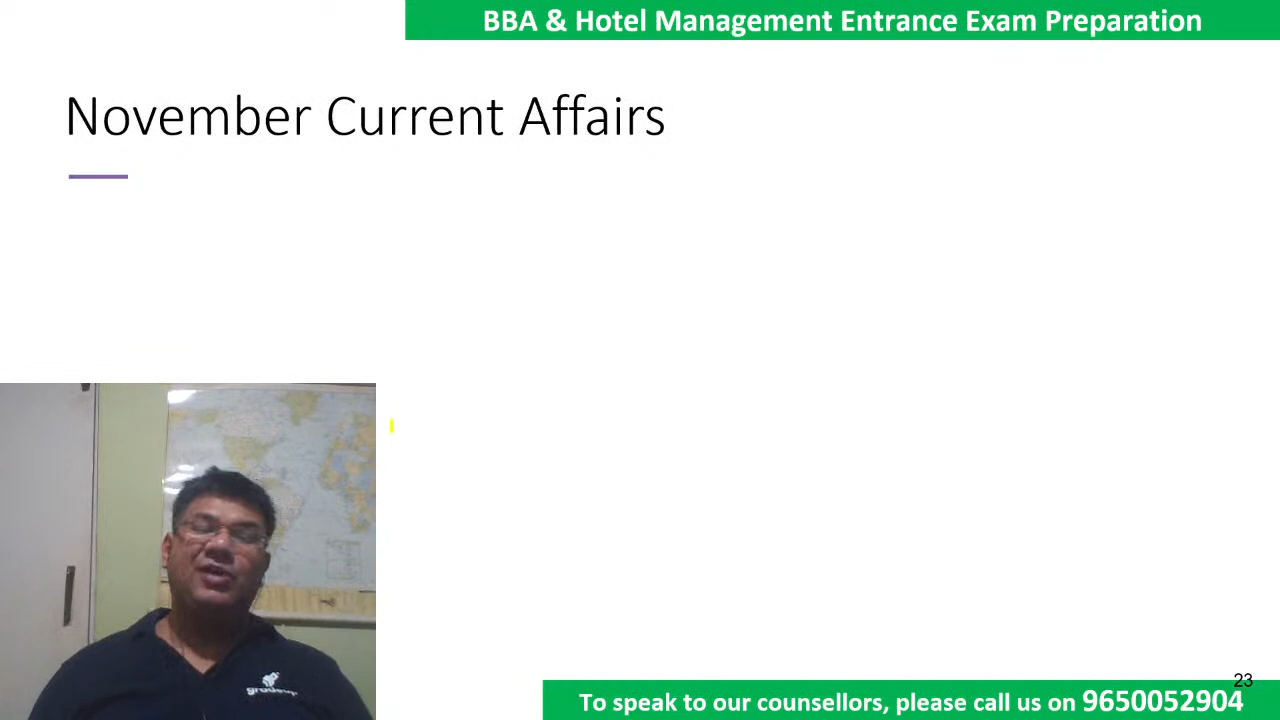 BBA & Hotel Management Entrance Exam Preparation
November Current Affairs
gradeup
23
To speak to our counsellors, please call us on 9650052904